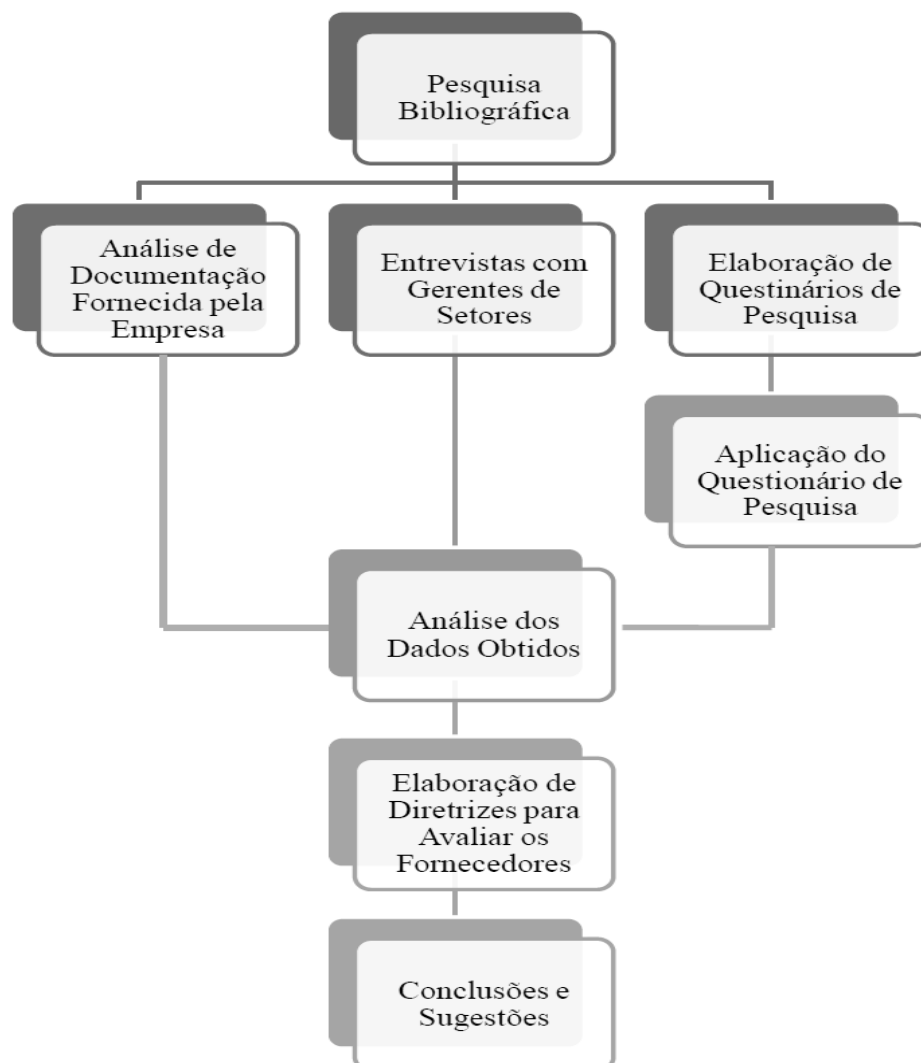 Pesquisa
Bibliográfica
Análise de
Documentação
Fornecida pela
Empresa
Entrevistas com
Gerentes de
Setores
Elaboração de
Questinários de
Pesquisa
Aplicação do
Questionário de
Pesquisa
Análise dos
Dados Obtidos
Elaboração de
Diretrizes para
Avaliar os
Fornecedores
Conclusões e
Sugestões